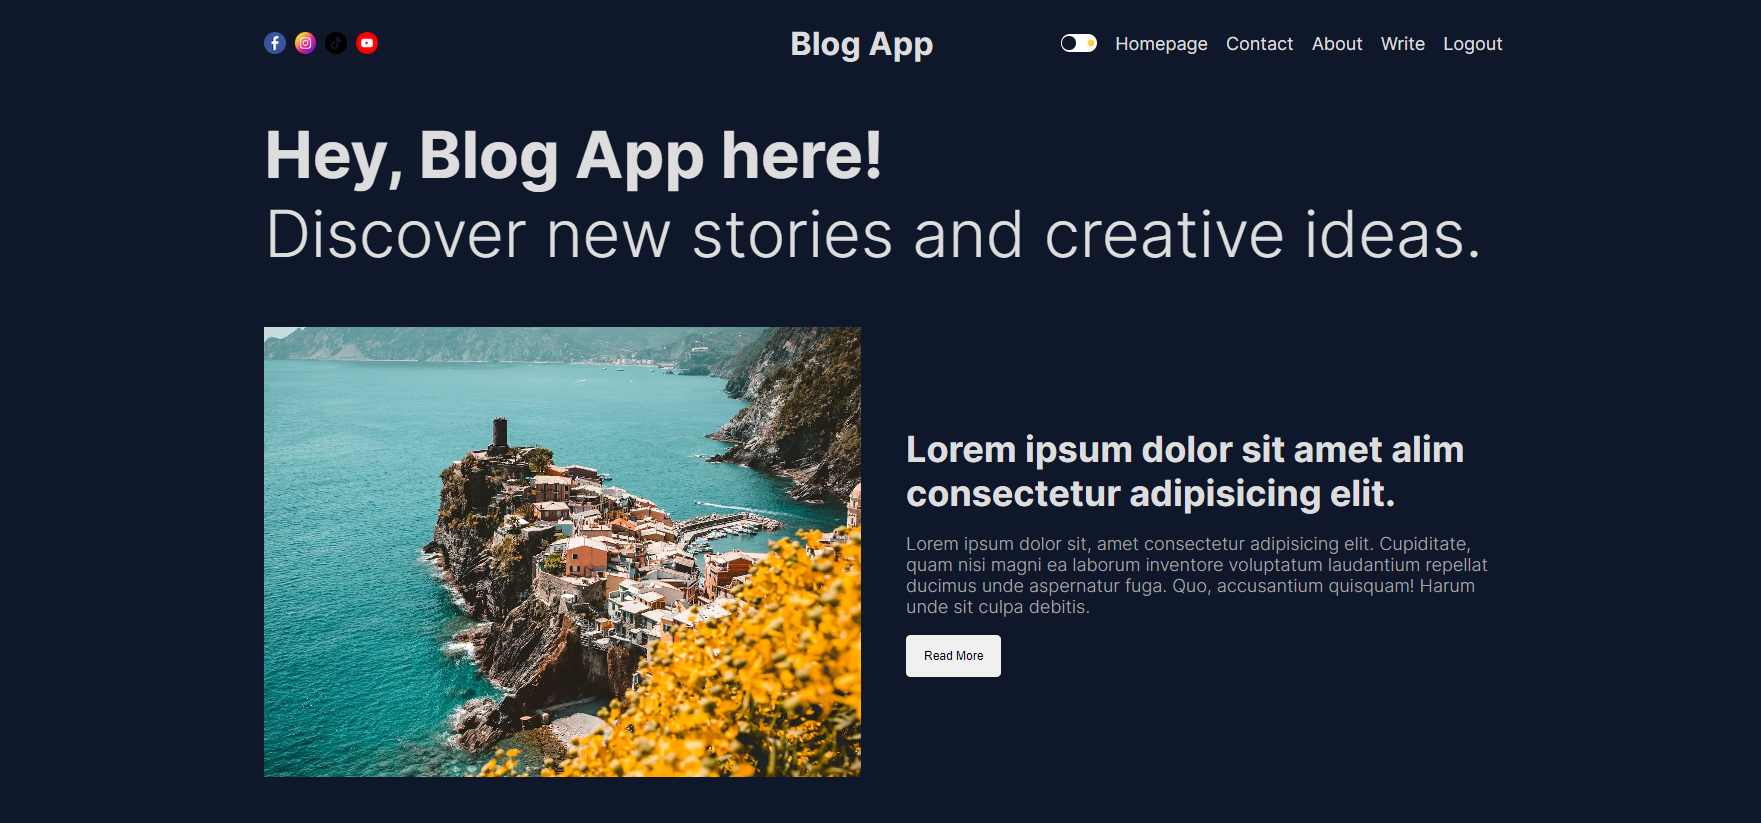 Blog App
Homepage Contact About Write Logout
Hey, Blog App here!
Discover new stories and creative ideas.
Lorem ipsum dolor sit amet alim
consectetur adipisicing elit.
Lorem ipsum dolor sit, amet consectetur adipisicing elit. Cupiditate,
quam nisi magni ea laborum inventore voluptatum laudantium repellat
ducimus unde aspernatur fuga. Quo, accusantium quisquam! Harum
unde sit culpa debitis.
Read More